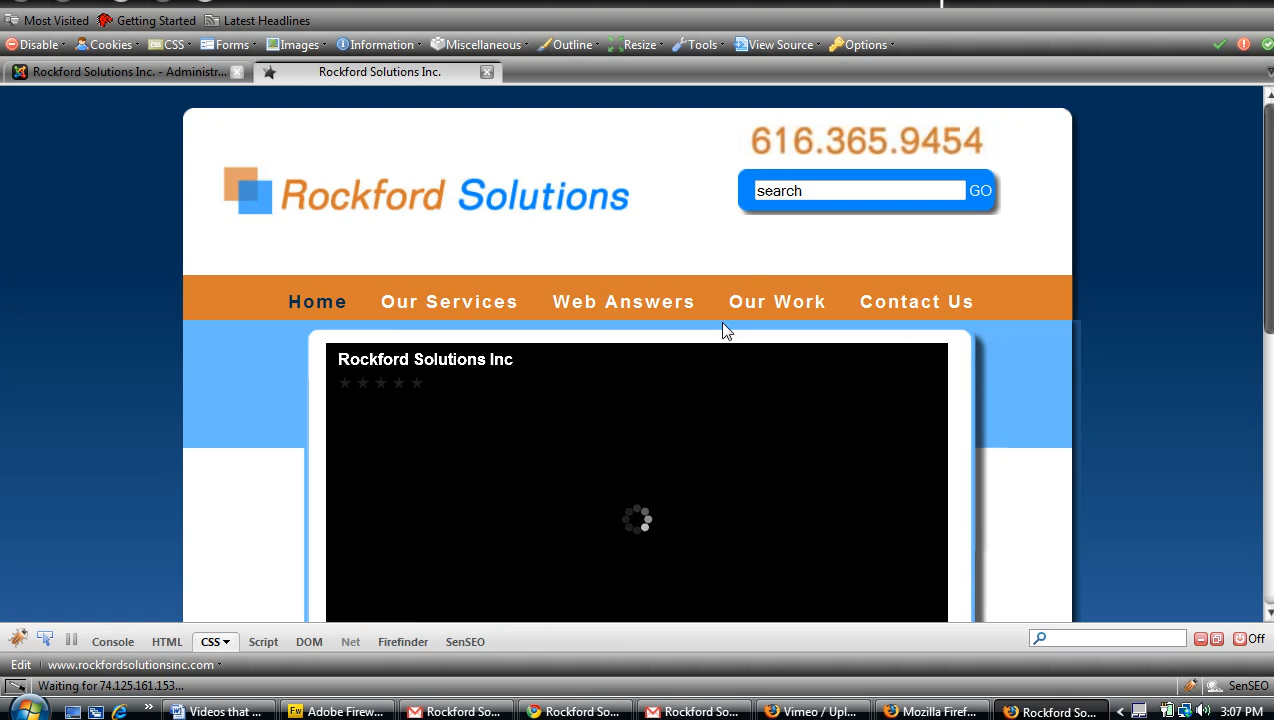 Most Visited Getting Started Latest Headlines
Disable Cookies CSS Forms Images Information Miscellaneous Outline Resize Tools View Source Options
Rockford Solutions Inc. - Administr... Rockford Solutions Inc.
616.365.9454
Rockford Solutions
search GO
Home Our Services Web Answers Our Work Contact Us
Rockford Solutions Inc
Console HTML CSS Script DOM Net Firefinder SenSEO Off
Edit www.rockfordsolutionsinc.com
Waiting for 74.125.161.153... SenSEO
Videos that ... Adobe Firew... Rockford So... Rockford So... Rockford So... Vimeo / Upl... Mozilla Firef... Rockford So... 3:07 PM